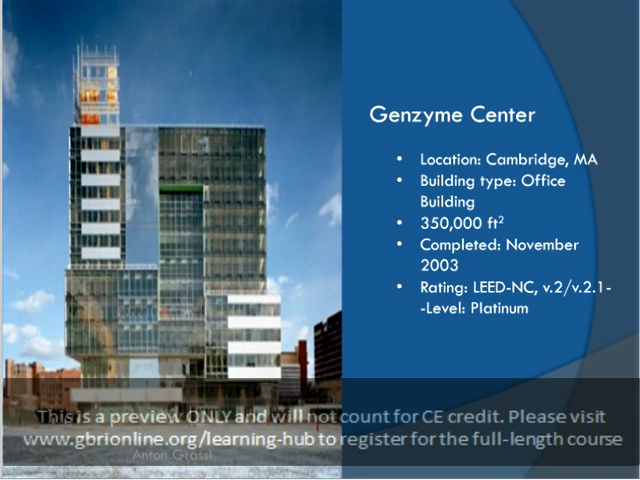 Genzyme Center
• Location: Cambridge, MA
• Building type: Office
Building
• 350,000 ft²
• Completed: November
2003
• Rating: LEED-NC, v.2/v.2.1-
-Level: Platinum
This is a preview ONLY and will not count for CE credit. Please visit
www.gbrionline.org/learning-hub to register for the full-length course
Anton Grassl